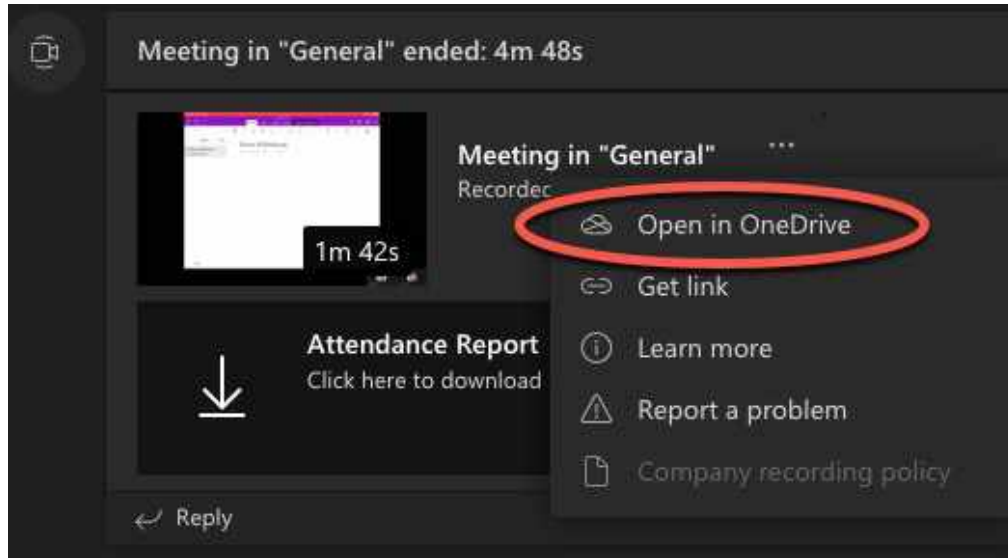 Meeting in "General" ended: 4m 48s
Meeting in "General"
Recorded
1m 42s
Open in OneDrive
Get link
Attendance Report
Click here to download
Learn more
Report a problem
Company recording policy
Reply